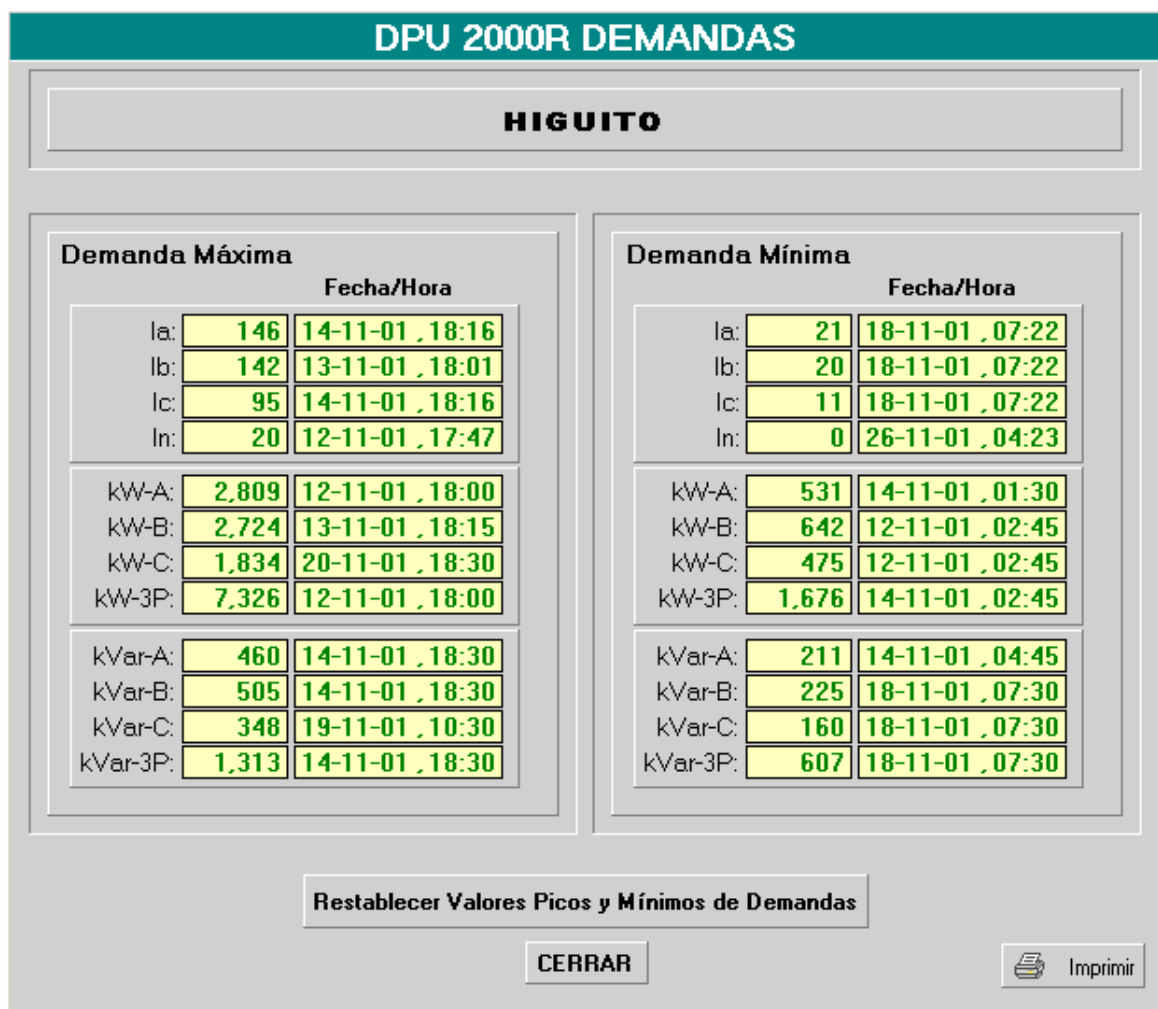 DPU 2000R DEMANDAS
HIGUITO
Demanda Máxima
Fecha/Hora
Ia: 146 14-11-01 ,18:16
Ib: 142 13-11-01 ,18:01
Ic: 95 14-11-01 ,18:16
In: 20 12-11-01 ,17:47
kW-A: 2,809 12-11-01 ,18:00
kW-B: 2,724 13-11-01 ,18:15
kW-C: 1,834 20-11-01 ,18:30
kW-3P: 7,326 12-11-01 ,18:00
kVar-A: 460 14-11-01 ,18:30
kVar-B: 505 14-11-01 ,18:30
kVar-C: 348 19-11-01 ,10:30
kVar-3P: 1,313 14-11-01 ,18:30
Demanda Mínima
Fecha/Hora
Ia: 21 18-11-01 ,07:22
Ib: 20 18-11-01 ,07:22
Ic: 11 18-11-01 ,07:22
In: 0 26-11-01 ,04:23
kW-A: 531 14-11-01 ,01:30
kW-B: 642 12-11-01 ,02:45
kW-C: 475 12-11-01 ,02:45
kW-3P: 1,676 14-11-01 ,02:45
kVar-A: 211 14-11-01 ,04:45
kVar-B: 225 18-11-01 ,07:30
kVar-C: 160 18-11-01 ,07:30
kVar-3P: 607 18-11-01 ,07:30
Restablecer Valores Picos y Mínimos de Demandas
CERRAR
Imprimir